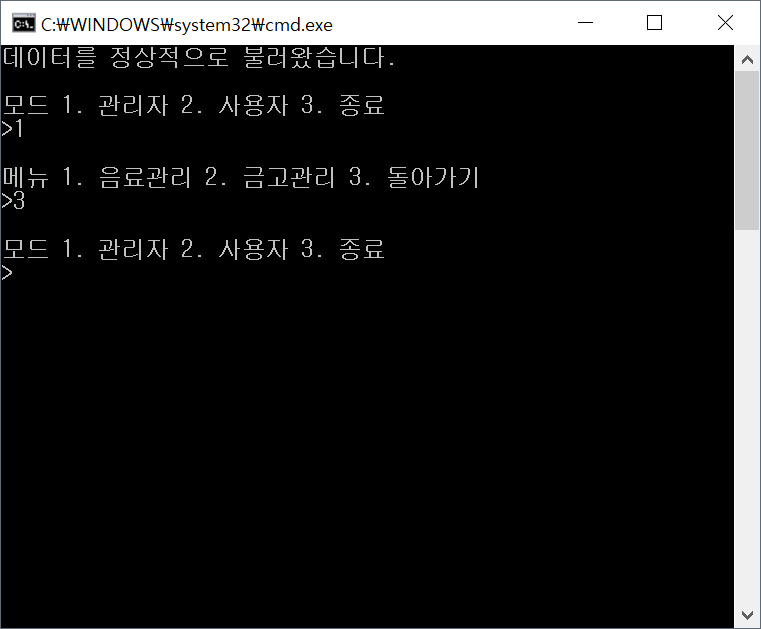 C:₩WINDOWS₩system32₩cmd.exe
데이터를 정상적으로 불러왔습니다.
모드 1. 관리자 2. 사용자 3. 종료
>1
메뉴 1. 음료관리 2. 금고관리 3. 돌아가기
>3
모드 1. 관리자 2. 사용자 3. 종료
>